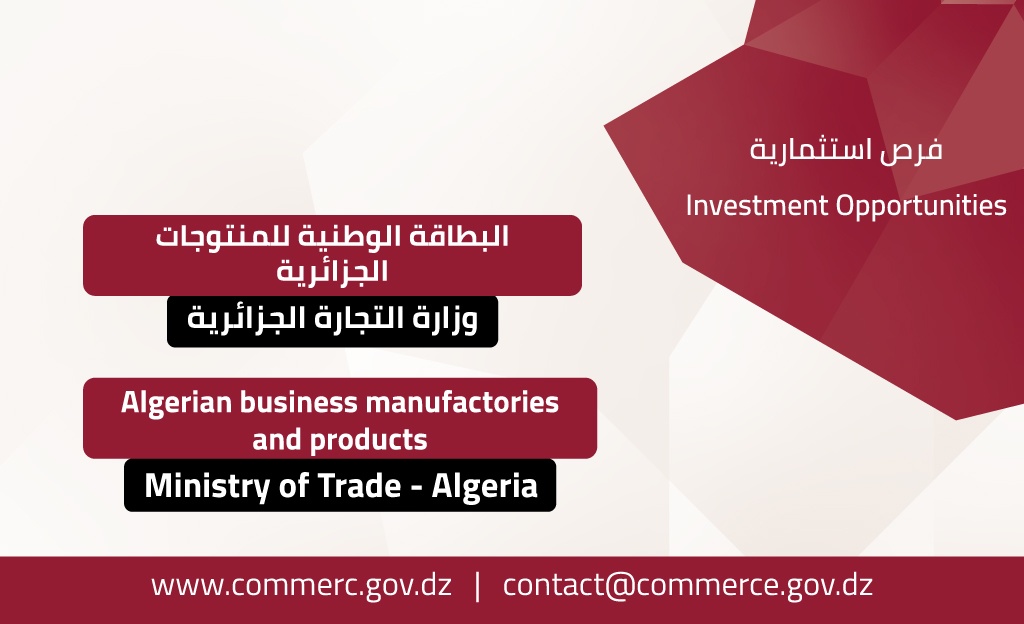 فرص استثمارية
Investment Opportunities
البطاقة الوطنية للمنتوجات
الجزائرية
وزارة التجارة الجزائرية
Algerian business manufactories
and products
Ministry of Trade - Algeria
www.commerc.gov.dz | contact@commerce.gov.dz